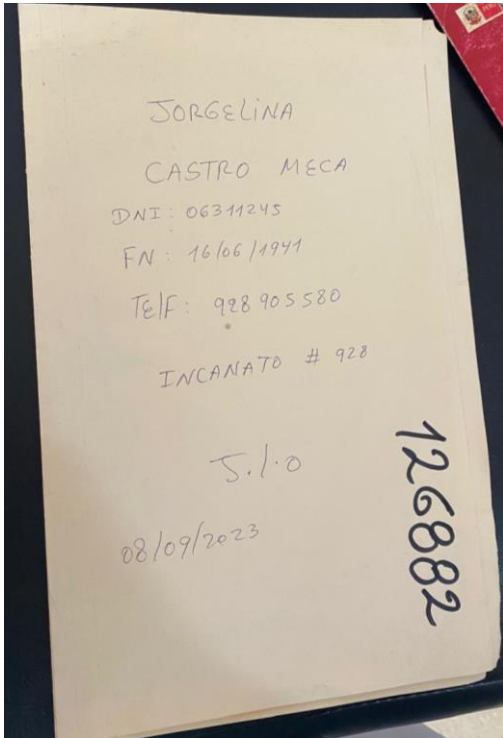 JORGELINA
CASTRO MECA
DNI: 06311245
FN: 16/06/1941
TElF: 928 905 580
INCANATO # 928
J.l.O
08/09/2023
126882